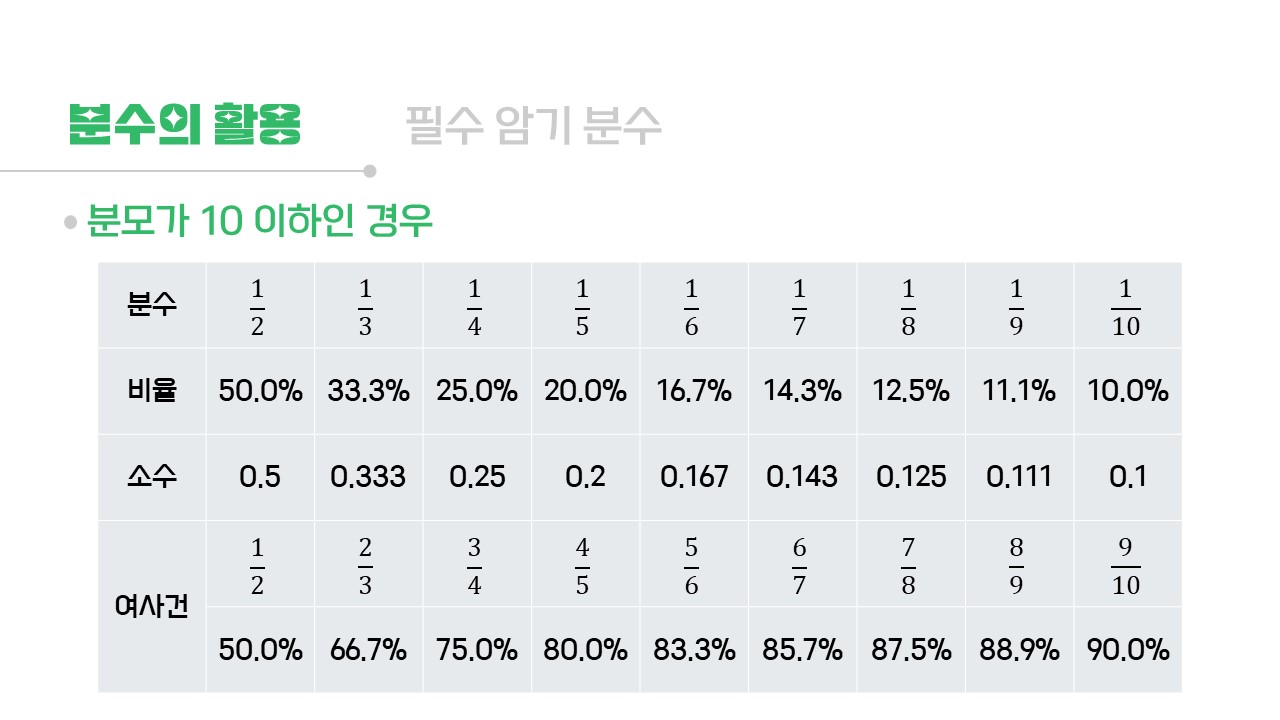 분수의 활용 필수 암기 분수
분모가 10 이하인 경우
분수 1/2 1/3 1/4 1/5 1/6 1/7 1/8 1/9 1/10
비율 50.0% 33.3% 25.0% 20.0% 16.7% 14.3% 12.5% 11.1% 10.0%
소수 0.5 0.333 0.25 0.2 0.167 0.143 0.125 0.111 0.1
여사건 1/2 2/3 3/4 4/5 5/6 6/7 7/8 8/9 9/10
50.0% 66.7% 75.0% 80.0% 83.3% 85.7% 87.5% 88.9% 90.0%